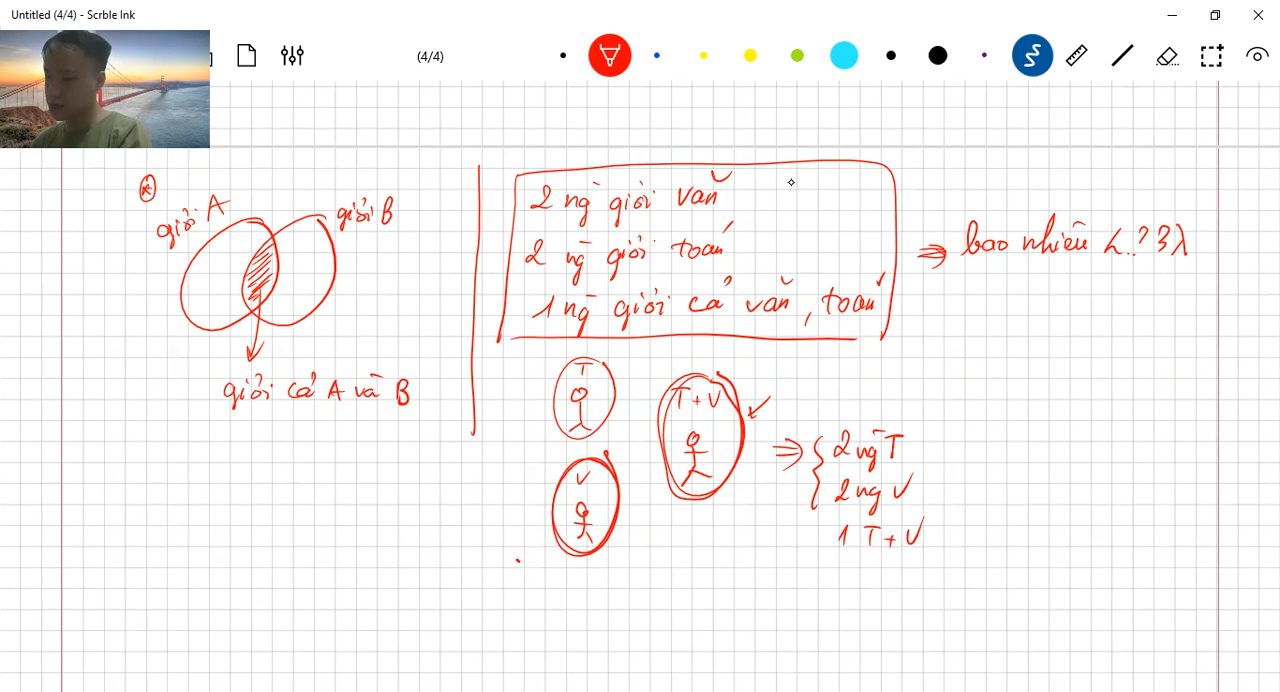 Untitled (4/4) - Scrble Ink
(4/4)
giỏi A
giỏi B
giỏi cả A và B
2 ng giỏi văn
2 ng giỏi toán
1 ng giỏi cả văn, toán
⇒ bao nhiêu
T
T + V
V
⇒ { 2 ng T
2 ng V
1 T + V